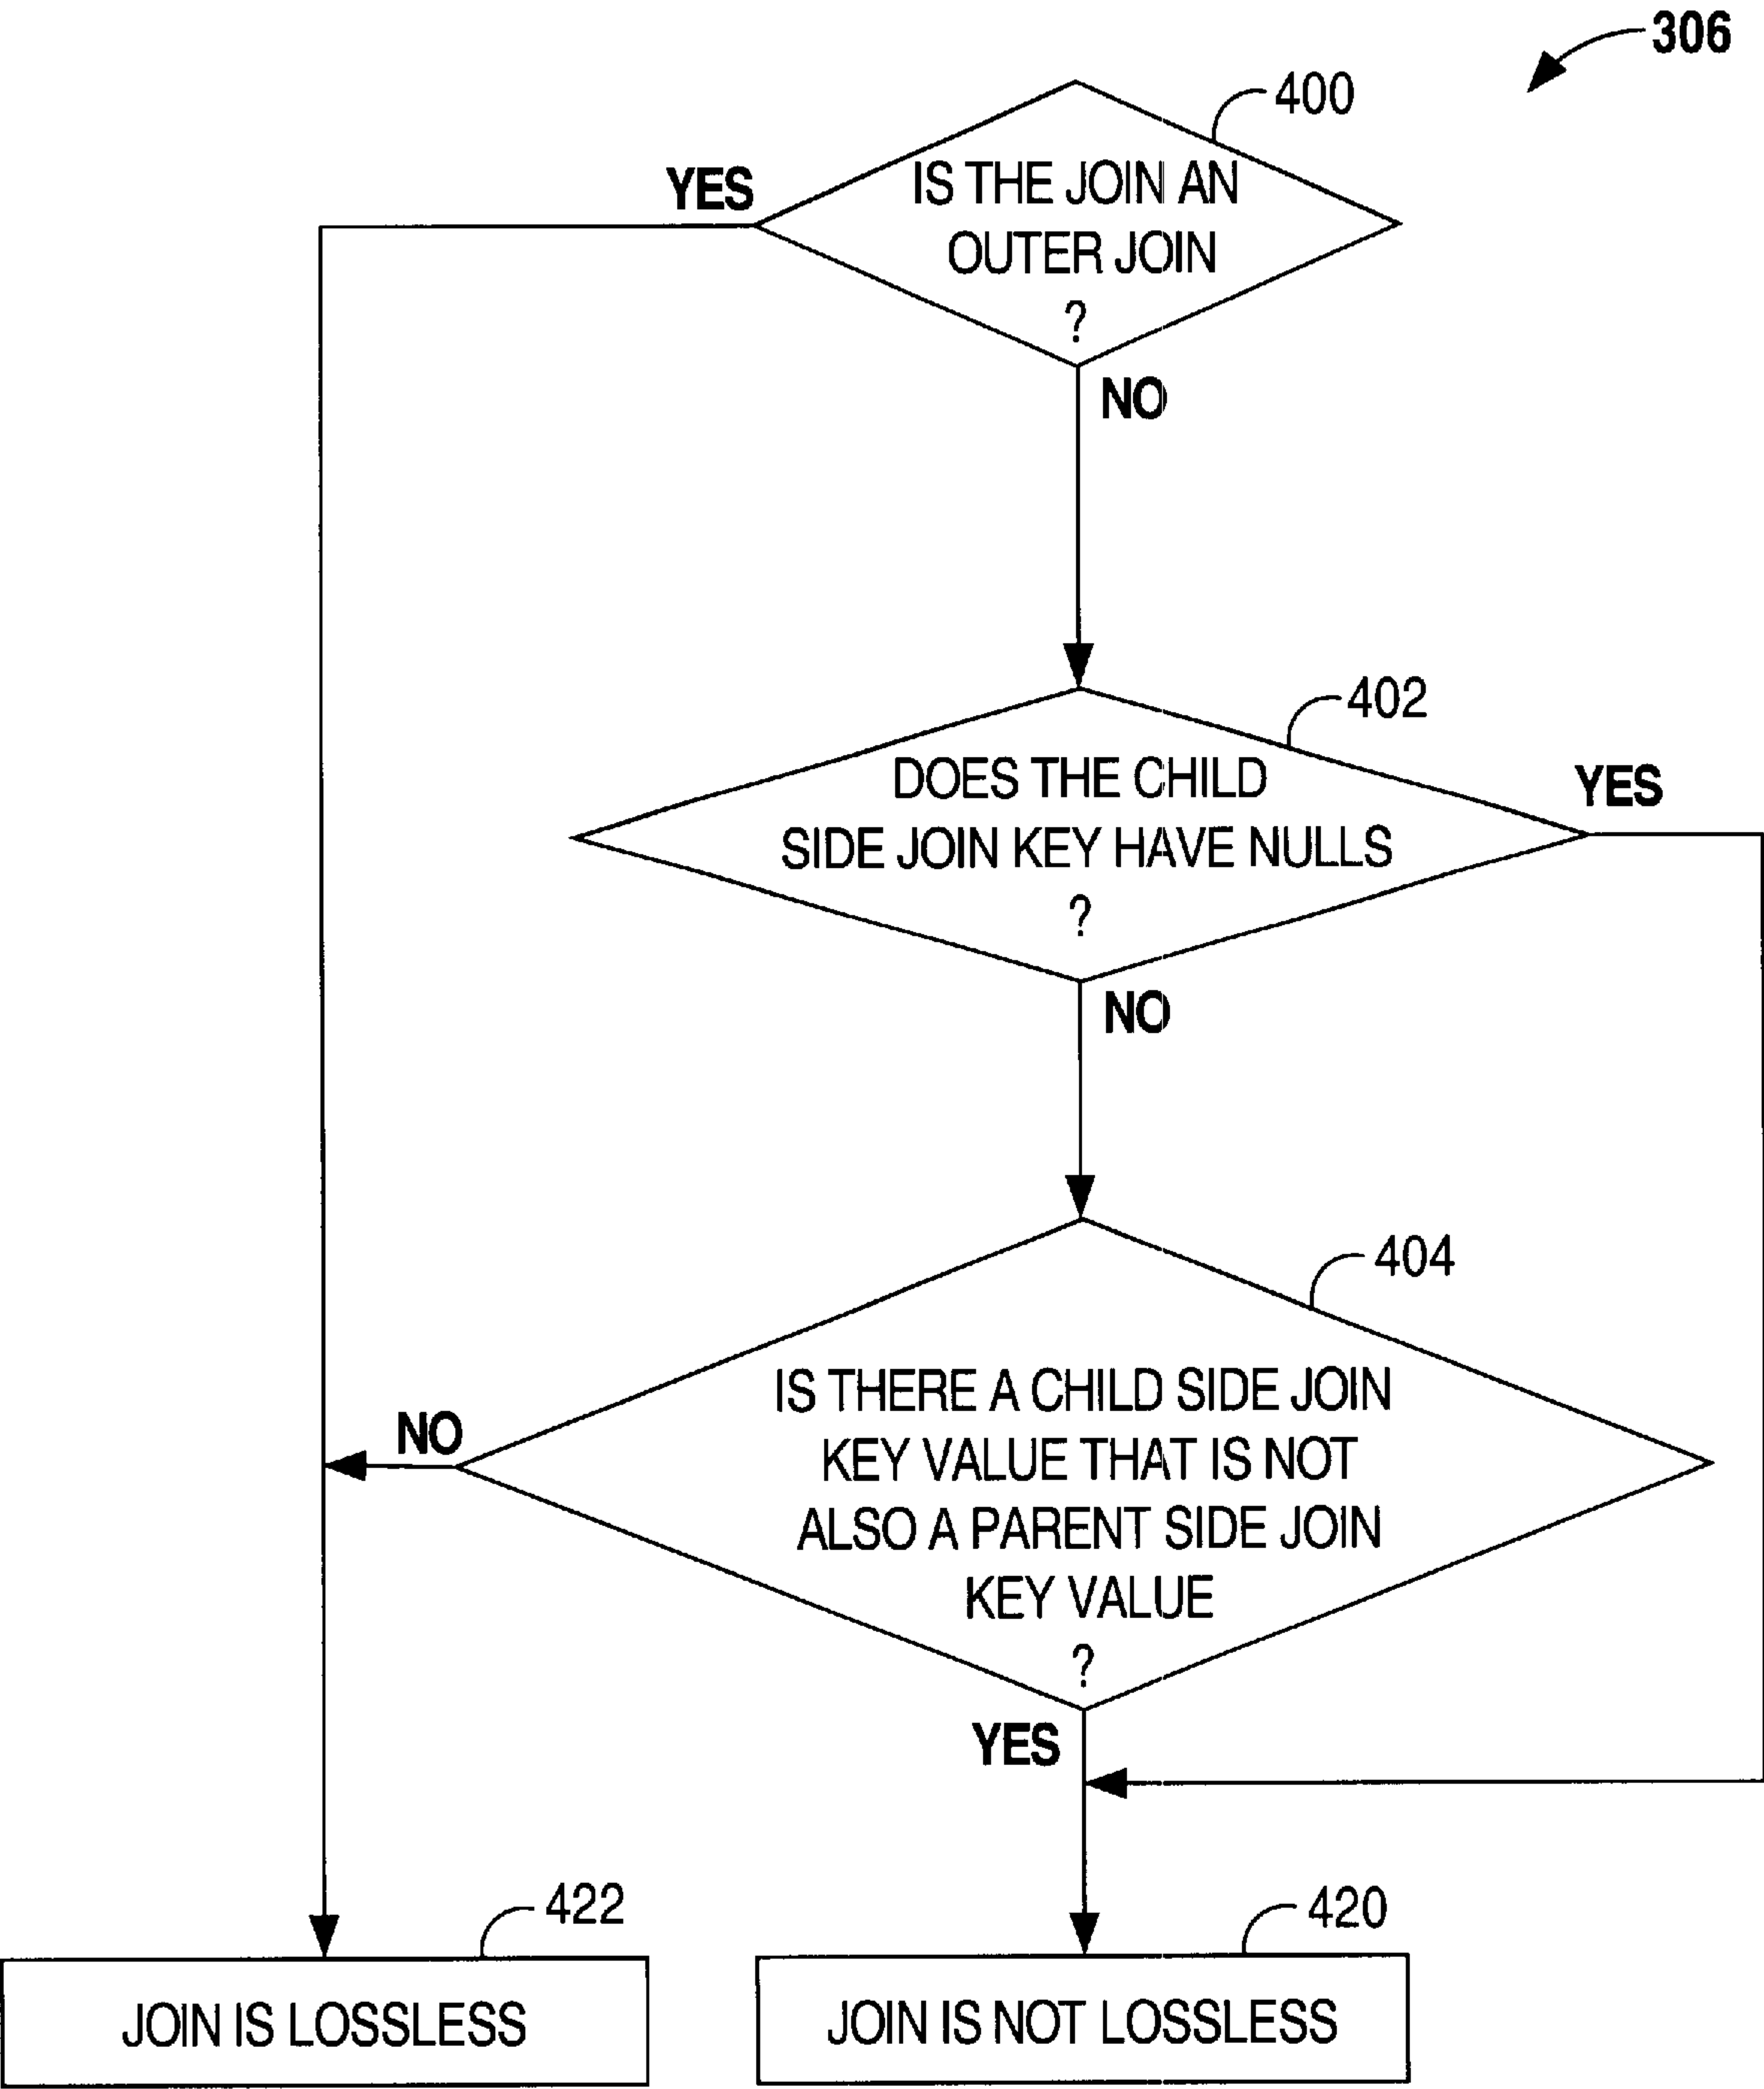 306
400
IS THE JOIN AN
OUTER JOIN
?
YES
NO
402
DOES THE CHILD
SIDE JOIN KEY HAVE NULLS
?
YES
NO
404
IS THERE A CHILD SIDE JOIN
KEY VALUE THAT IS NOT
ALSO A PARENT SIDE JOIN
KEY VALUE
?
NO
YES
422
JOIN IS LOSSLESS
420
JOIN IS NOT LOSSLESS